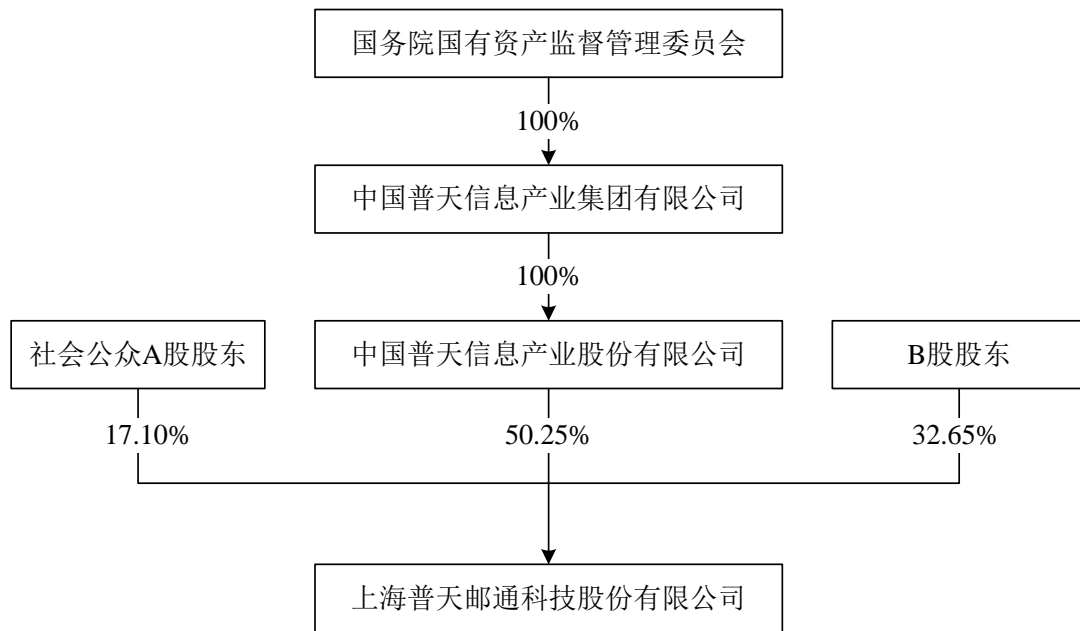 国务院国有资产监督管理委员会
100%
中国普天信息产业集团有限公司
100%
社会公众A股股东
中国普天信息产业股份有限公司
B股股东
17.10%
50.25%
32.65%
上海普天邮通科技股份有限公司